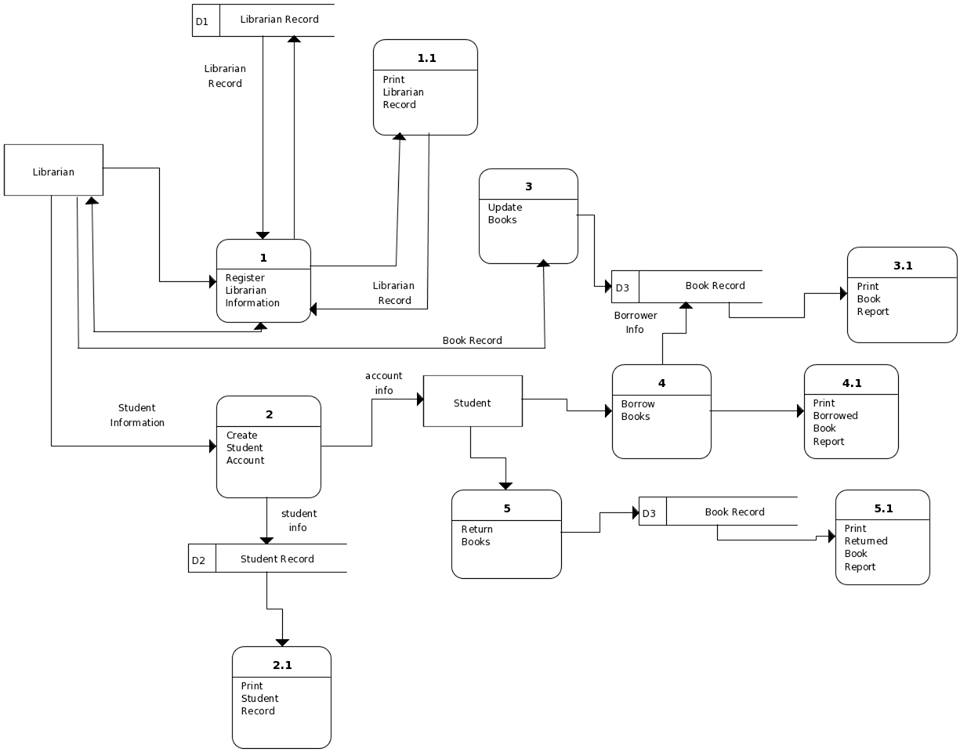 D1
Librarian Record
Librarian
Record
1.1
Print
Librarian
Record
Librarian
3
Update
Books
1
Register
Librarian
Information
Librarian
Record
D3
Book Record
3.1
Print
Book
Report
Borrower
Info
Book Record
account
info
Student
4
Borrow
Books
4.1
Print
Borrowed
Book
Report
Student
Information
2
Create
Student
Account
student
info
5
Return
Books
D3
Book Record
5.1
Print
Returned
Book
Report
D2
Student Record
2.1
Print
Student
Record